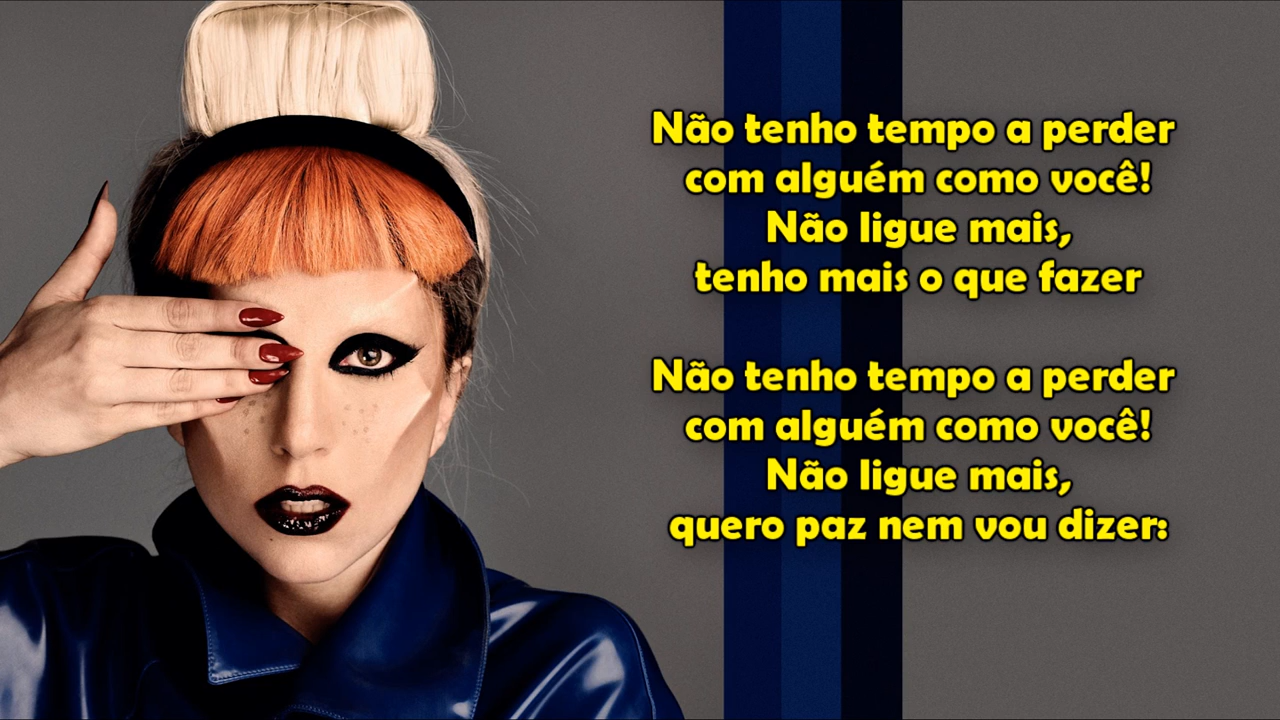 Não tenho tempo a perder
com alguém como você!
Não ligue mais,
tenho mais o que fazer
Não tenho tempo a perder
com alguém como você!
Não ligue mais,
quero paz nem vou dizer: